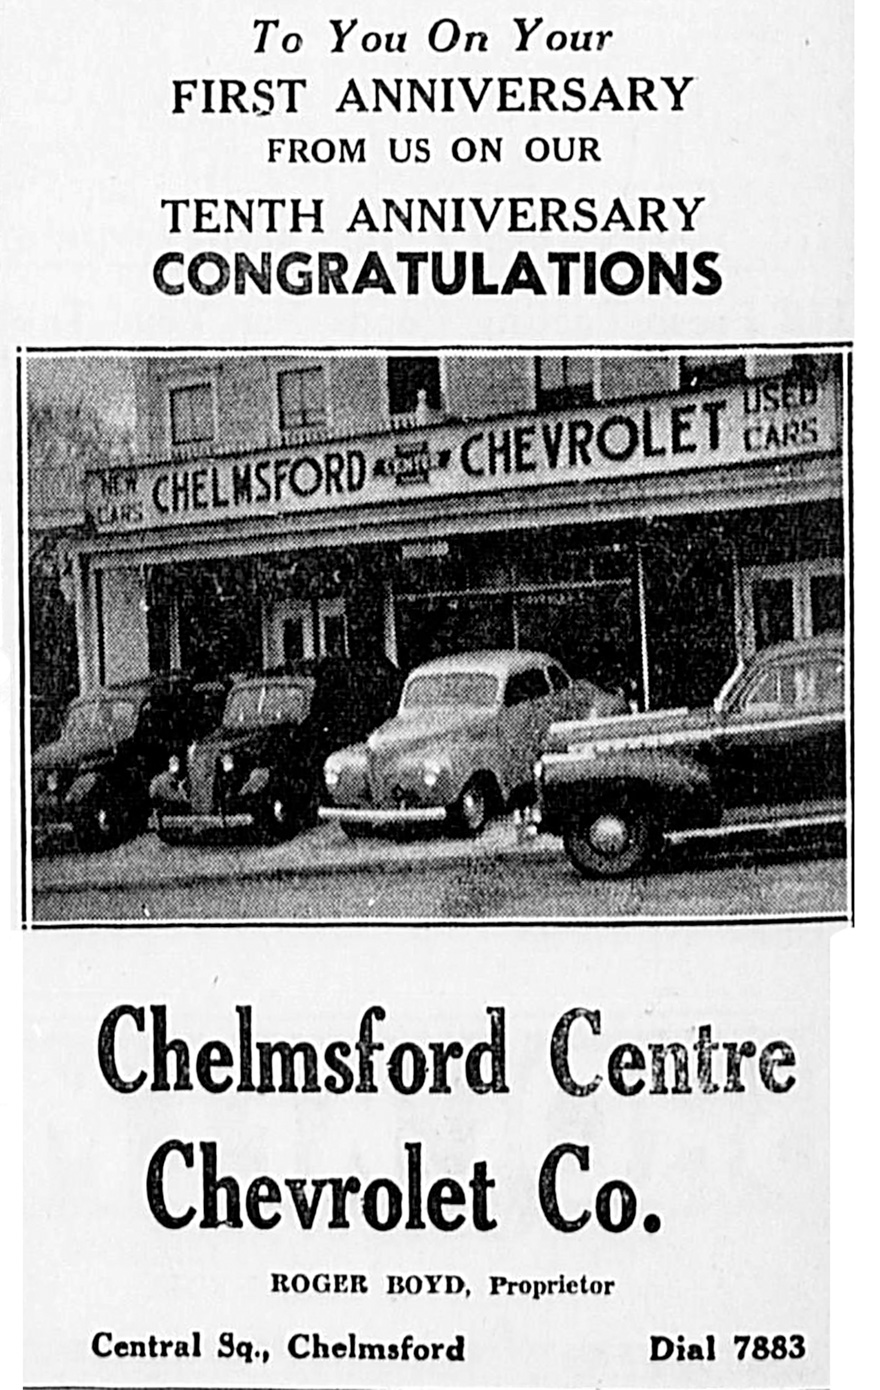 To You On Your
FIRST ANNIVERSARY
FROM US ON OUR
TENTH ANNIVERSARY
CONGRATULATIONS
NEW CARS CHELMSFORD CHEVROLET USED CARS
Chelmsford Centre
Chevrolet Co.
ROGER BOYD, Proprietor
Central Sq., Chelmsford Dial 7883